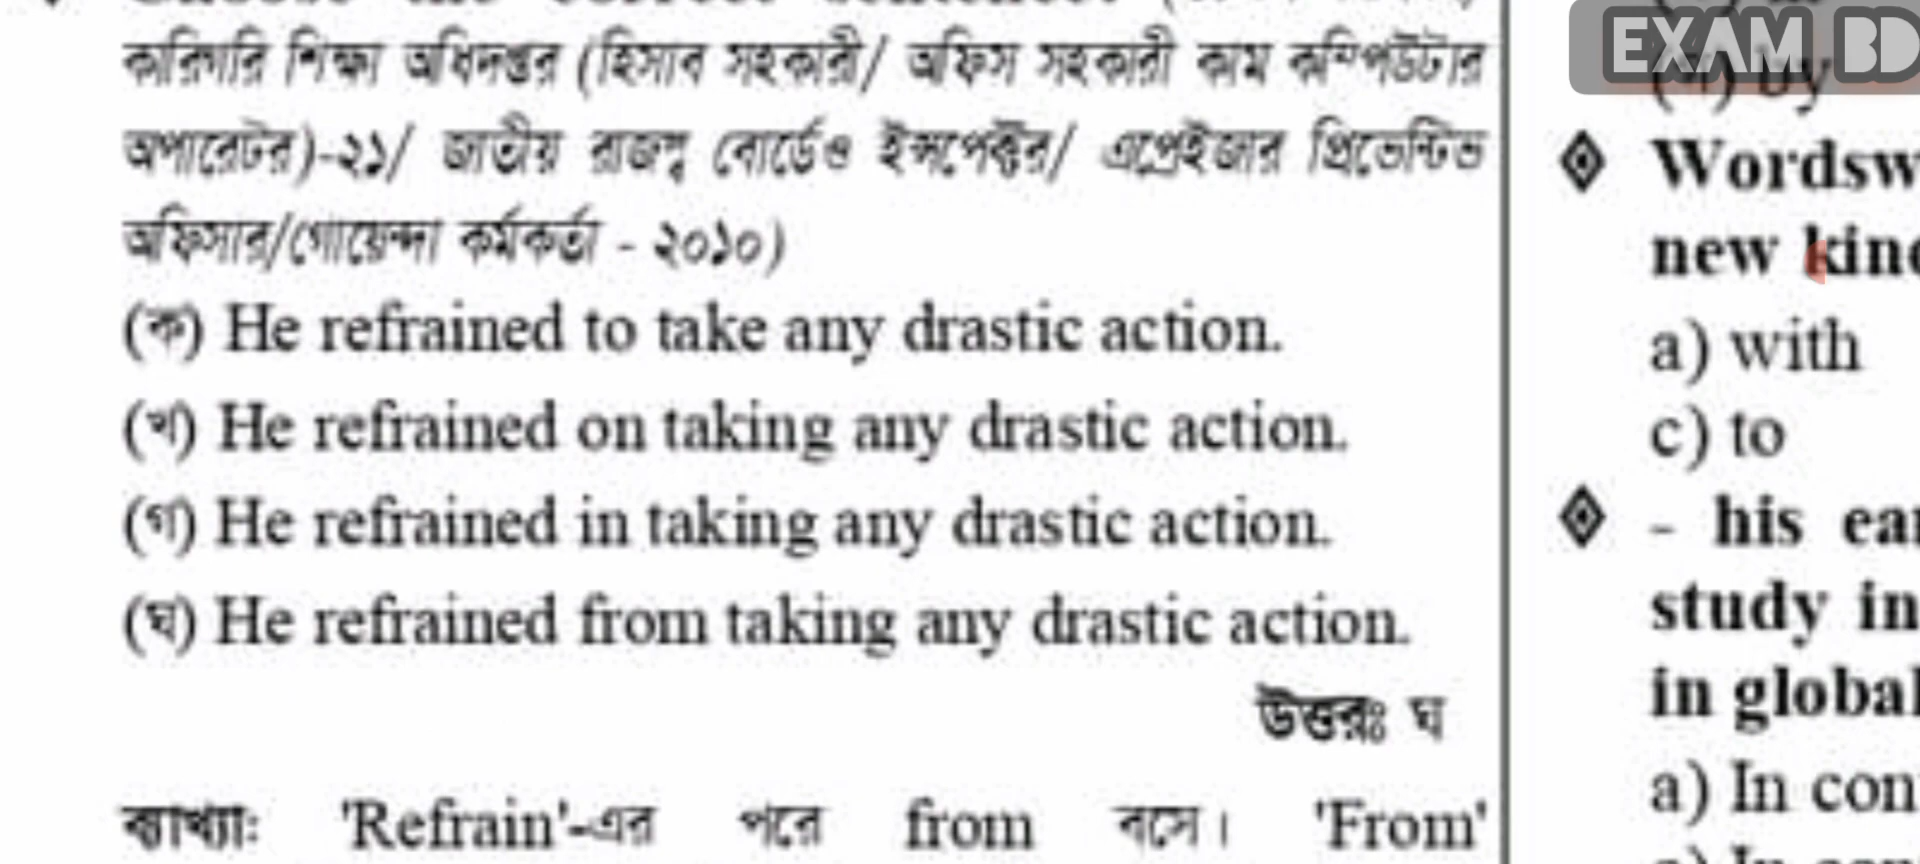 কারিগরি শিক্ষা অধিদপ্তর (হিসাব সহকারী/ অফিস সহকারী কাম কম্পিউটার
অপারেটর)-২১/ জাতীয় রাজস্ব বোর্ডেও ইন্সপেক্টর/ এপ্রেইজার প্রিভেন্টিভ
অফিসার/গোয়েন্দা কর্মকর্তা - ২০১০)
(ক) He refrained to take any drastic action.
(খ) He refrained on taking any drastic action.
(গ) He refrained in taking any drastic action.
(ঘ) He refrained from taking any drastic action.
উত্তরঃ ঘ
ব্যাখ্যাঃ 'Refrain'-এর পরে from বসে। 'From'
EXAM BD
by
Wordsw
new kind
a) with
c) to
- his ear
study in
in global
a) In con